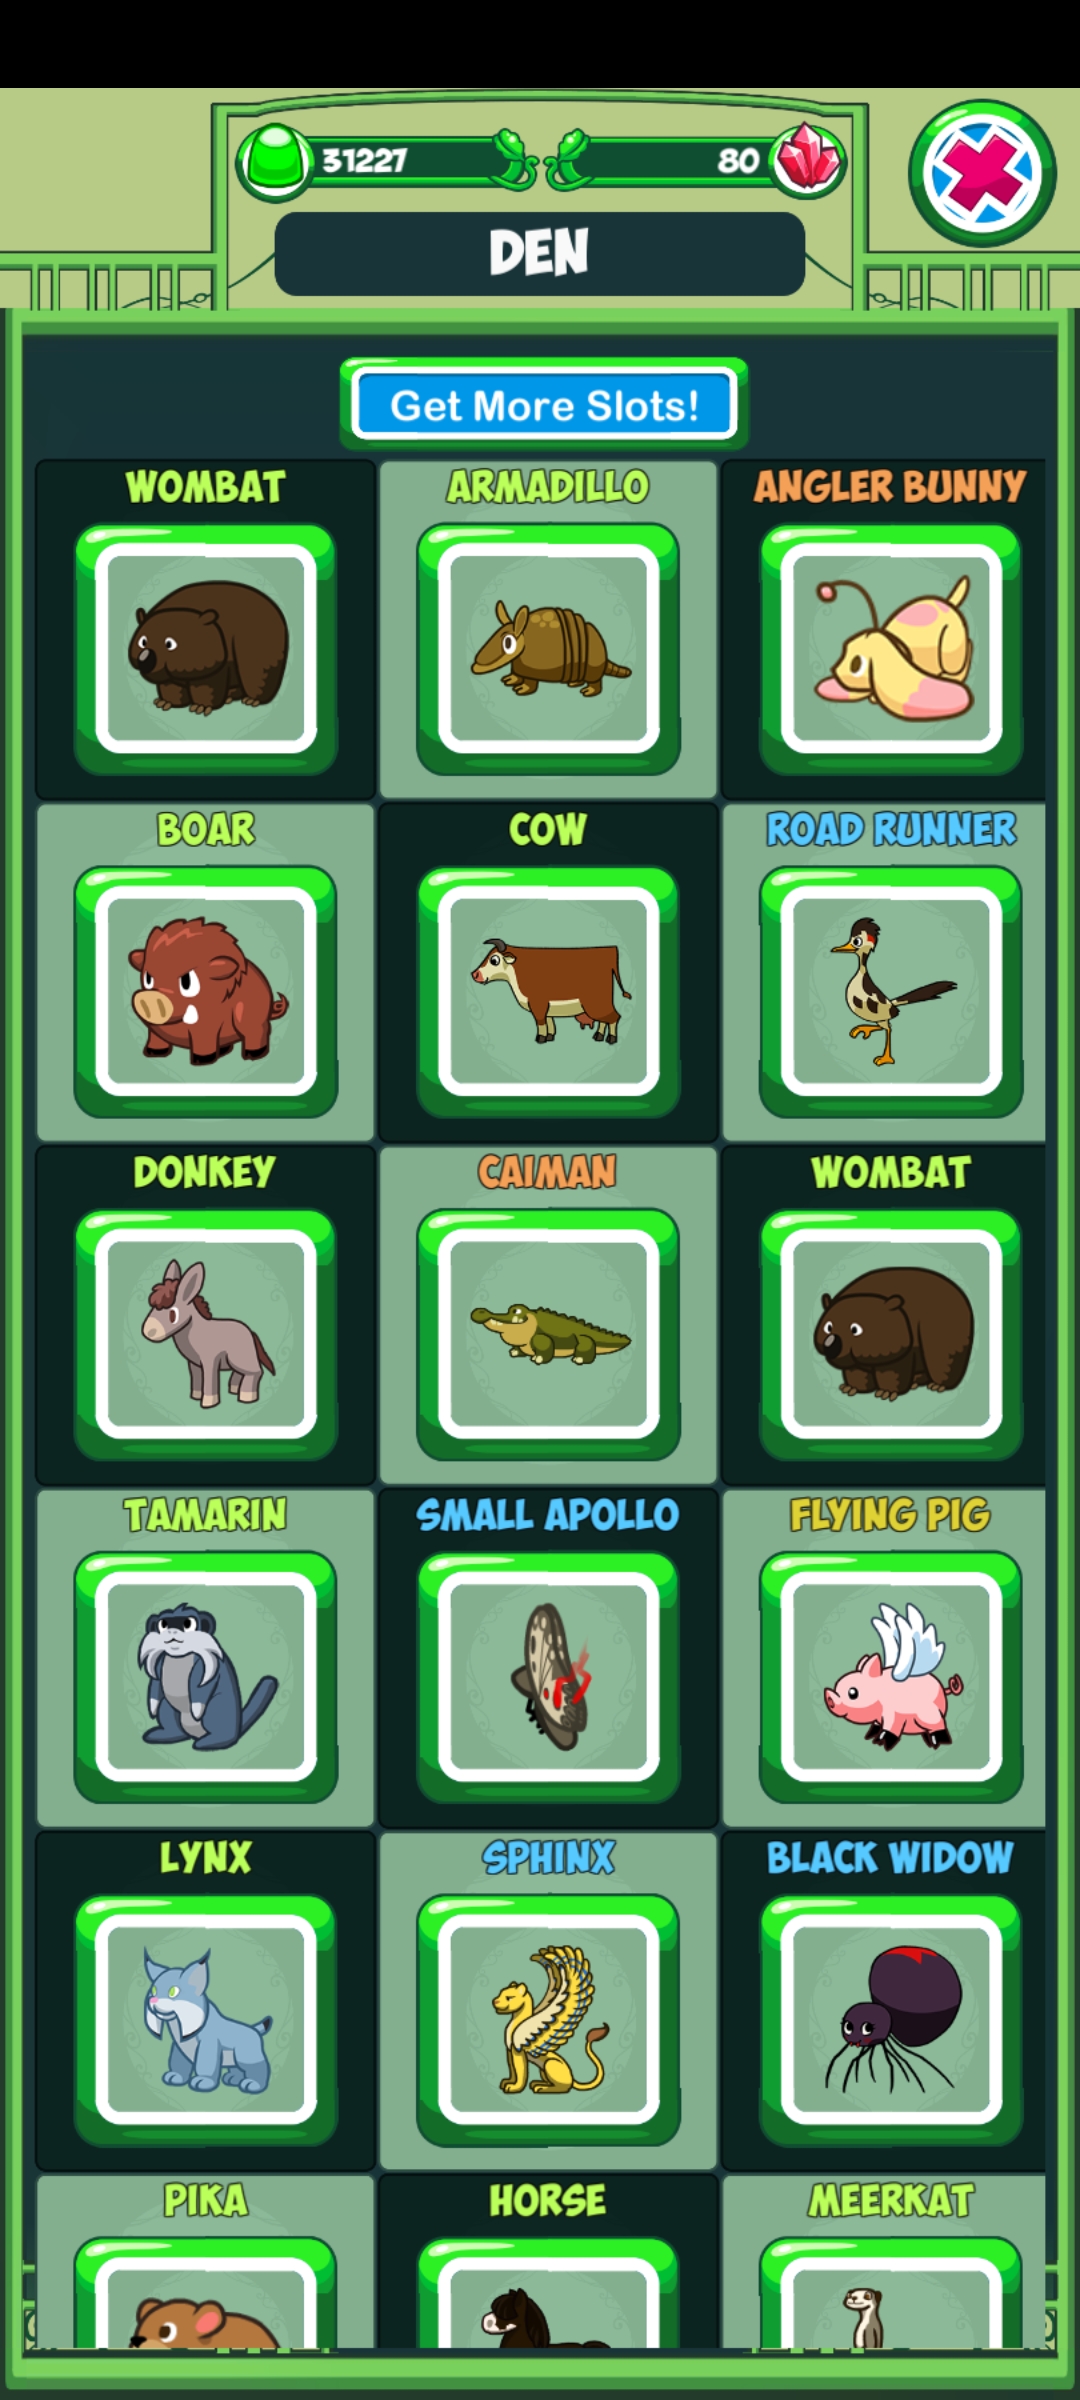 31227
80
DEN
Get More Slots!
WOMBAT
ARMADILLO
ANGLER BUNNY
BOAR
COW
ROAD RUNNER
DONKEY
CAIMAN
WOMBAT
TAMARIN
SMALL APOLLO
FLYING PIG
LYNX
SPHINX
BLACK WIDOW
PIKA
HORSE
MEERKAT